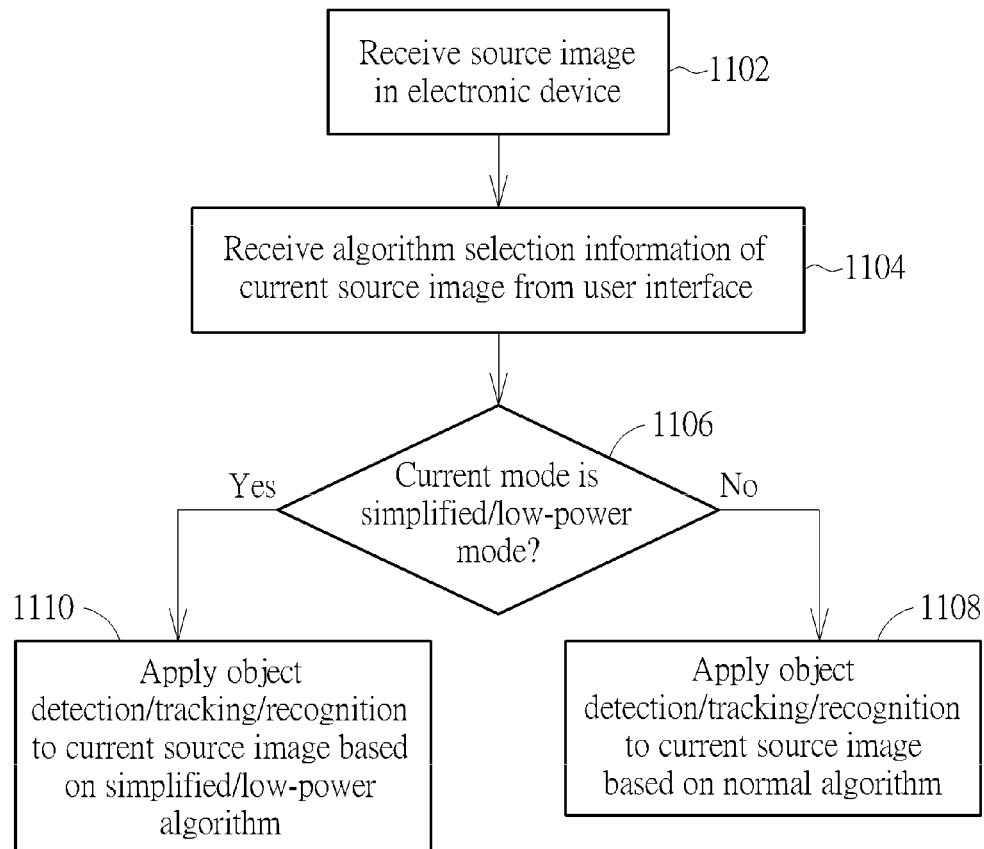 Receive source image
in electronic device
1102
Receive algorithm selection information of
current source image from user interface
1104
1106
Current mode is
simplified/low-power
mode?
Yes
No
1110
Apply object
detection/tracking/recognition
to current source image based
on simplified/low-power
algorithm
1108
Apply object
detection/tracking/recognition
to current source image
based on normal algorithm